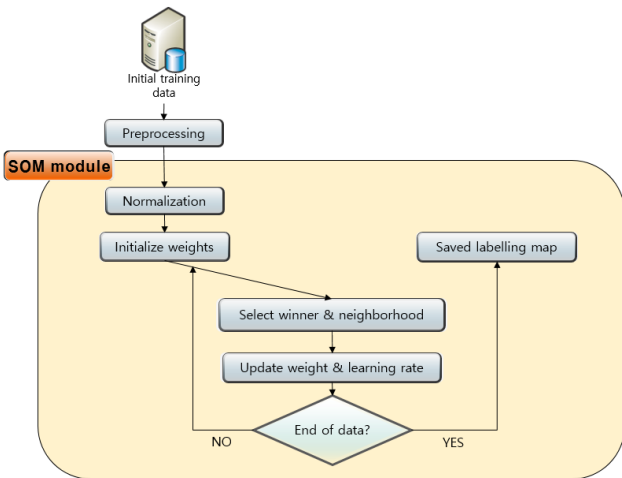 Initial training
data
Preprocessing
SOM module
Normalization
Initialize weights
Saved labelling map
Select winner & neighborhood
Update weight & learning rate
End of data?
NO
YES